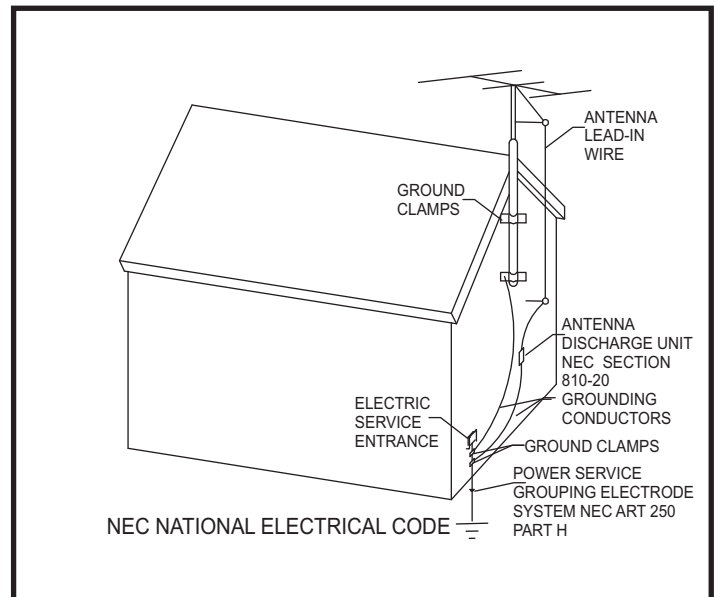 ANTENNA
LEAD-IN
WIRE
GROUND
CLAMPS
ANTENNA
DISCHARGE UNIT
NEC SECTION
810-20
GROUNDING
CONDUCTORS
ELECTRIC
SERVICE
ENTRANCE
GROUND CLAMPS
POWER SERVICE
GROUPING ELECTRODE
SYSTEM NEC ART 250
PART H
NEC NATIONAL ELECTRICAL CODE